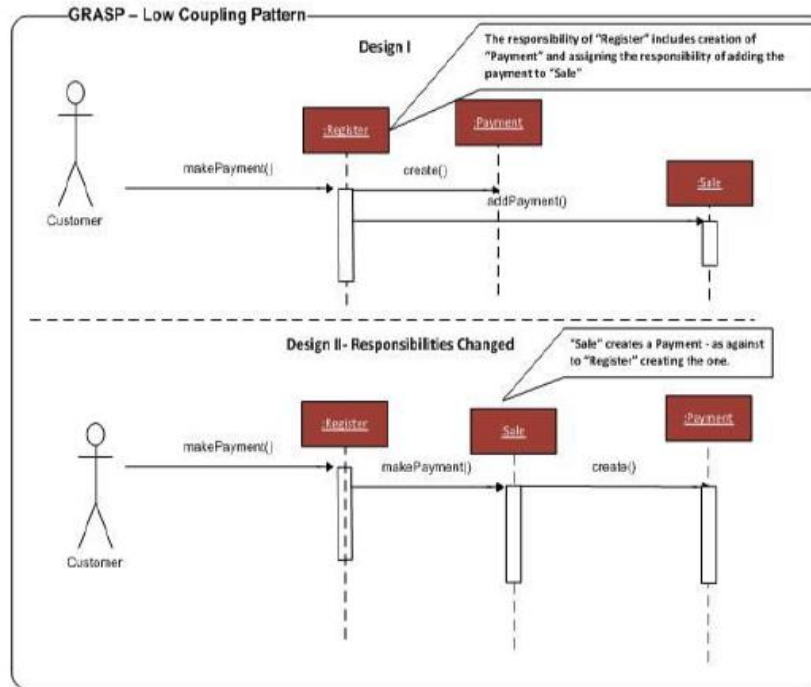 GRASP – Low Coupling Pattern
Design I
The responsibility of "Register" includes creation of
"Payment" and assigning the responsibility of adding the
payment to "Sale"
:Register
:Payment
makePayment()
create()
:Sale
addPayment()
Customer
Design II- Responsibilities Changed
"Sale" creates a Payment - as against
to "Register" creating the one.
:Register
:Sale
:Payment
makePayment()
makePayment()
create()
Customer